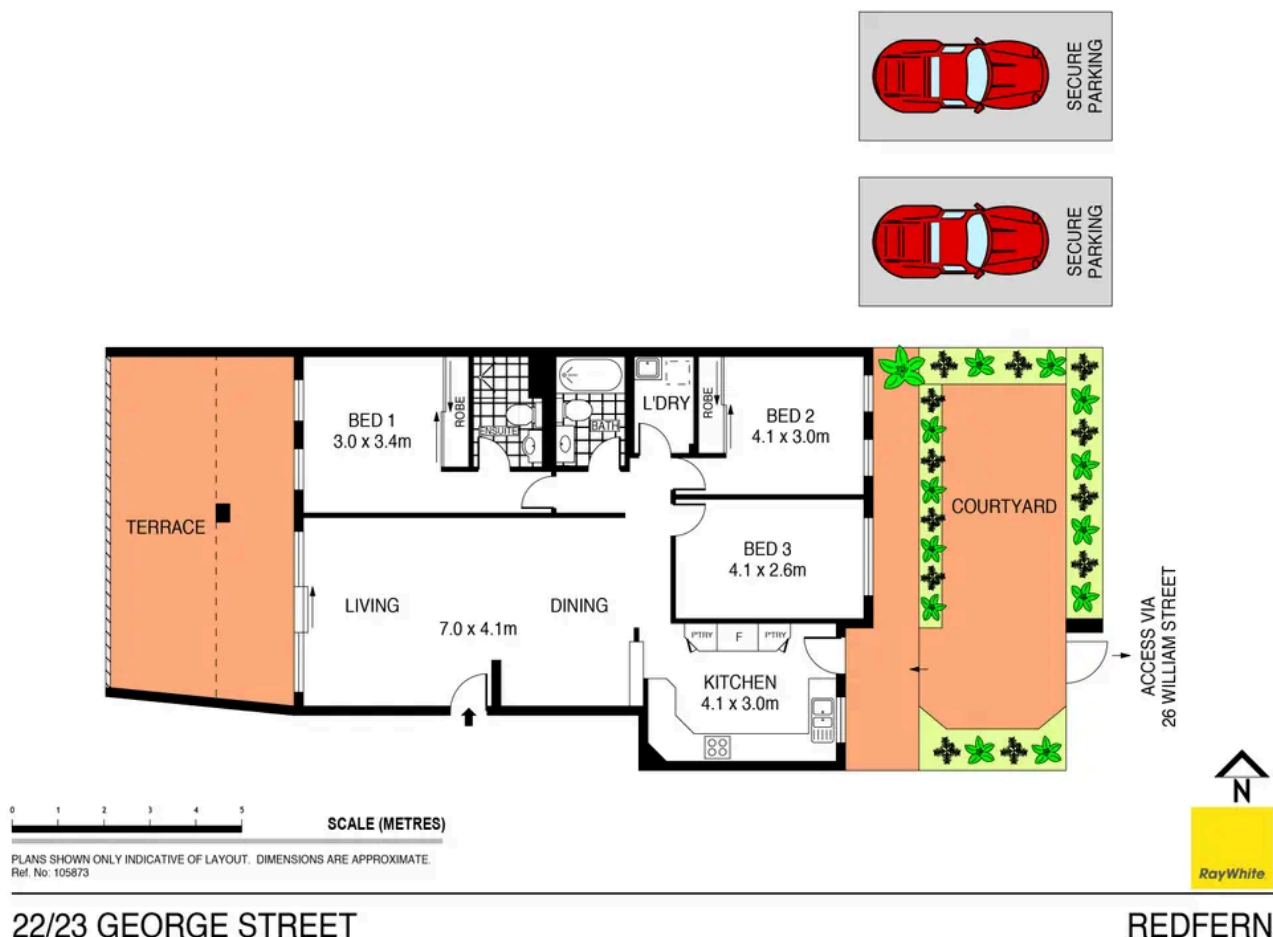 SECURE
PARKING
SECURE
PARKING
BED 1
3.0 x 3.4m
ROBE
ENSUITE
BATH
L'DRY
ROBE
BED 2
4.1 x 3.0m
TERRACE
COURTYARD
BED 3
4.1 x 2.6m
LIVING
DINING
7.0 x 4.1m
P'TRY
F
P'TRY
KITCHEN
4.1 x 3.0m
ACCESS VIA
26 WILLIAM STREET
N
0 1 2 3 4 5
SCALE (METRES)
PLANS SHOWN ONLY INDICATIVE OF LAYOUT. DIMENSIONS ARE APPROXIMATE.
Ref. No: 105873
RayWhite
22/23 GEORGE STREET
REDFERN